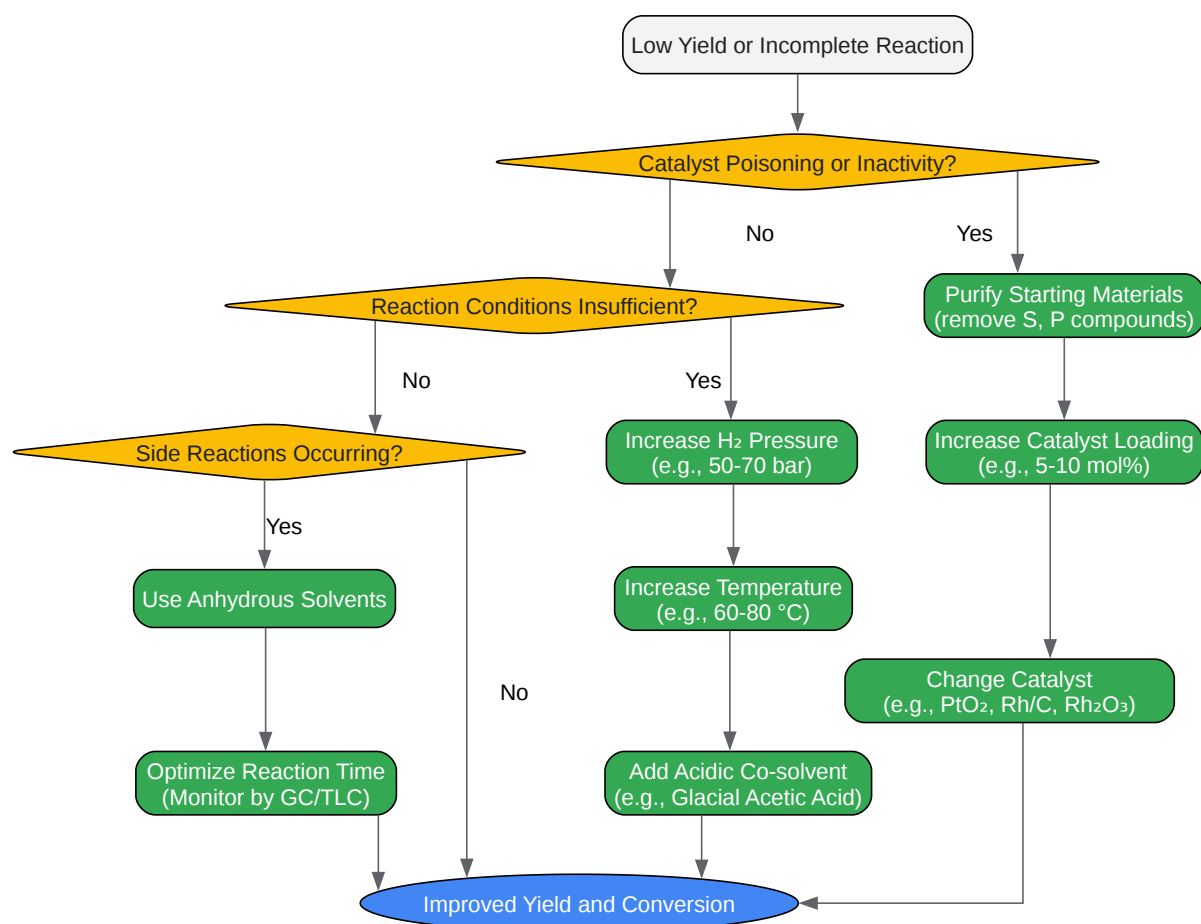 Low Yield or Incomplete Reaction
Catalyst Poisoning or Inactivity?
No
Yes
Reaction Conditions Insufficient?
Purify Starting Materials
(remove S, P compounds)
No
Yes
Side Reactions Occurring?
Increase H₂ Pressure
(e.g., 50-70 bar)
Increase Catalyst Loading
(e.g., 5-10 mol%)
Yes
Use Anhydrous Solvents
Increase Temperature
(e.g., 60-80 °C)
No
Change Catalyst
(e.g., PtO₂, Rh/C, Rh₂O₃)
Optimize Reaction Time
(Monitor by GC/TLC)
Add Acidic Co-solvent
(e.g., Glacial Acetic Acid)
Improved Yield and Conversion